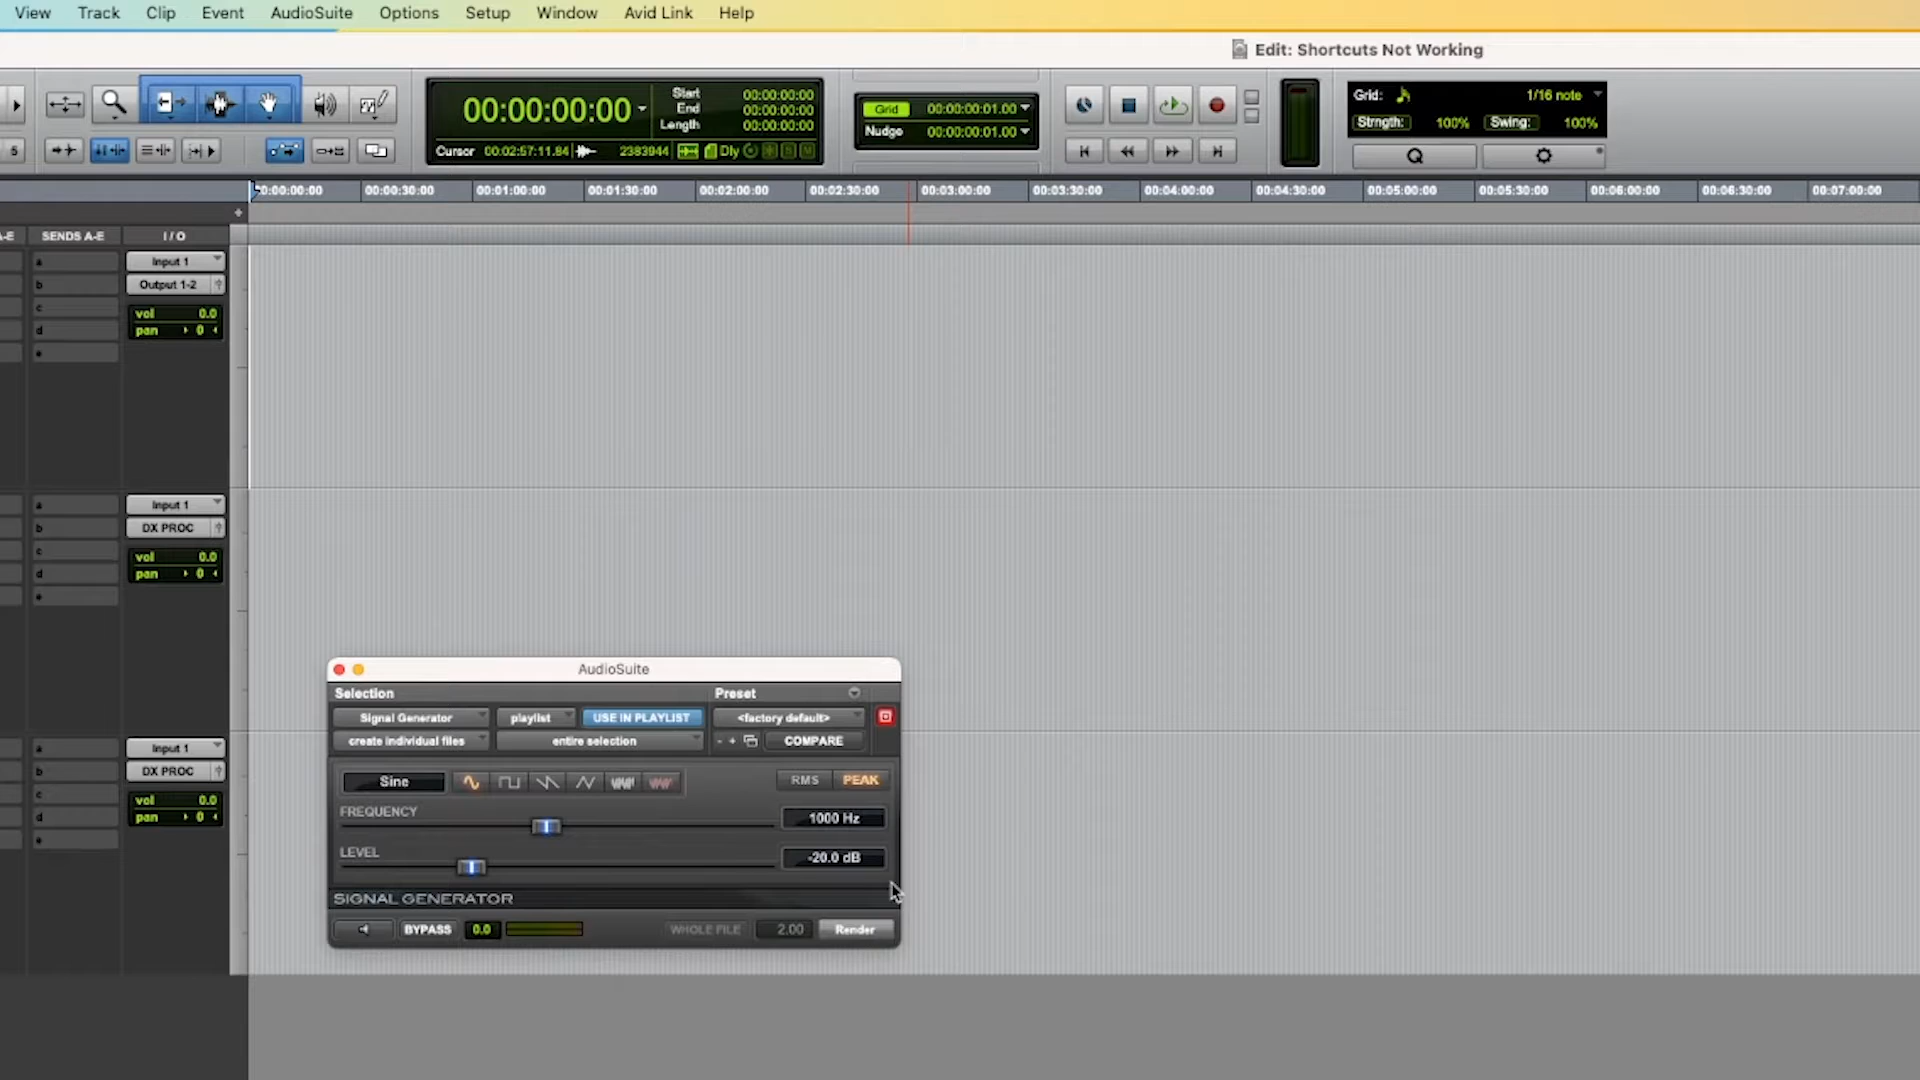 View Track Clip Event AudioSuite Options Setup Window Avid Link Help
Edit: Shortcuts Not Working
00:00:00:00
Start 00:00:00:00
End 00:00:00:00
Length 00:00:00:00
Cursor 00:02:57:11.84 2383944 Dly
Grid 00:00:00:01.00
Nudge 00:00:00:01.00
Grid: 1/16 note
Strngth: 100% Swing: 100%
Q
5
0:00:00:00 00:00:30:00 00:01:00:00 00:01:30:00 00:02:00:00 00:02:30:00 00:03:00:00 00:03:30:00 00:04:00:00 00:04:30:00 00:05:00:00 00:05:30:00 00:06:00:00 00:06:30:00 00:07:00:00
A-E SENDS A-E I/O
a Input 1
b Output 1-2
c vol 0.0
d pan 0
e
a Input 1
b DX PROC
c vol 0.0
d pan 0
e
a Input 1
b DX PROC
c vol 0.0
d pan 0
e
AudioSuite
Selection Preset
Signal Generator playlist USE IN PLAYLIST <factory default>
create individual files entire selection - + COMPARE
Sine RMS PEAK
FREQUENCY 1000 Hz
LEVEL -20.0 dB
SIGNAL GENERATOR
BYPASS 0.0 WHOLE FILE 2.00 Render